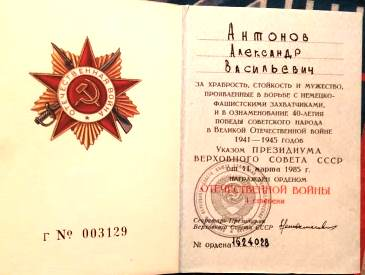 ОТЕЧЕСТВЕННАЯ ВОЙНА
Г № 003129
Антонов
Александр
Васильевич
ЗА ХРАБРОСТЬ, СТОЙКОСТЬ И МУЖЕСТВО,
ПРОЯВЛЕННЫЕ В БОРЬБЕ С НЕМЕЦКО-
ФАШИСТСКИМИ ЗАХВАТЧИКАМИ,
И В ОЗНАМЕНОВАНИЕ 40-ЛЕТИЯ
ПОБЕДЫ СОВЕТСКОГО НАРОДА
В ВЕЛИКОЙ ОТЕЧЕСТВЕННОЙ ВОЙНЕ
1941—1945 ГОДОВ
УКАЗОМ ПРЕЗИДИУМА
ВЕРХОВНОГО СОВЕТА СССР
от 11 марта 1985 г.
НАГРАЖДЕН ОРДЕНОМ
ОТЕЧЕСТВЕННОЙ ВОЙНЫ
I степени
Секретарь Президиума
Верховного Совета СССР
№ ордена 1624028